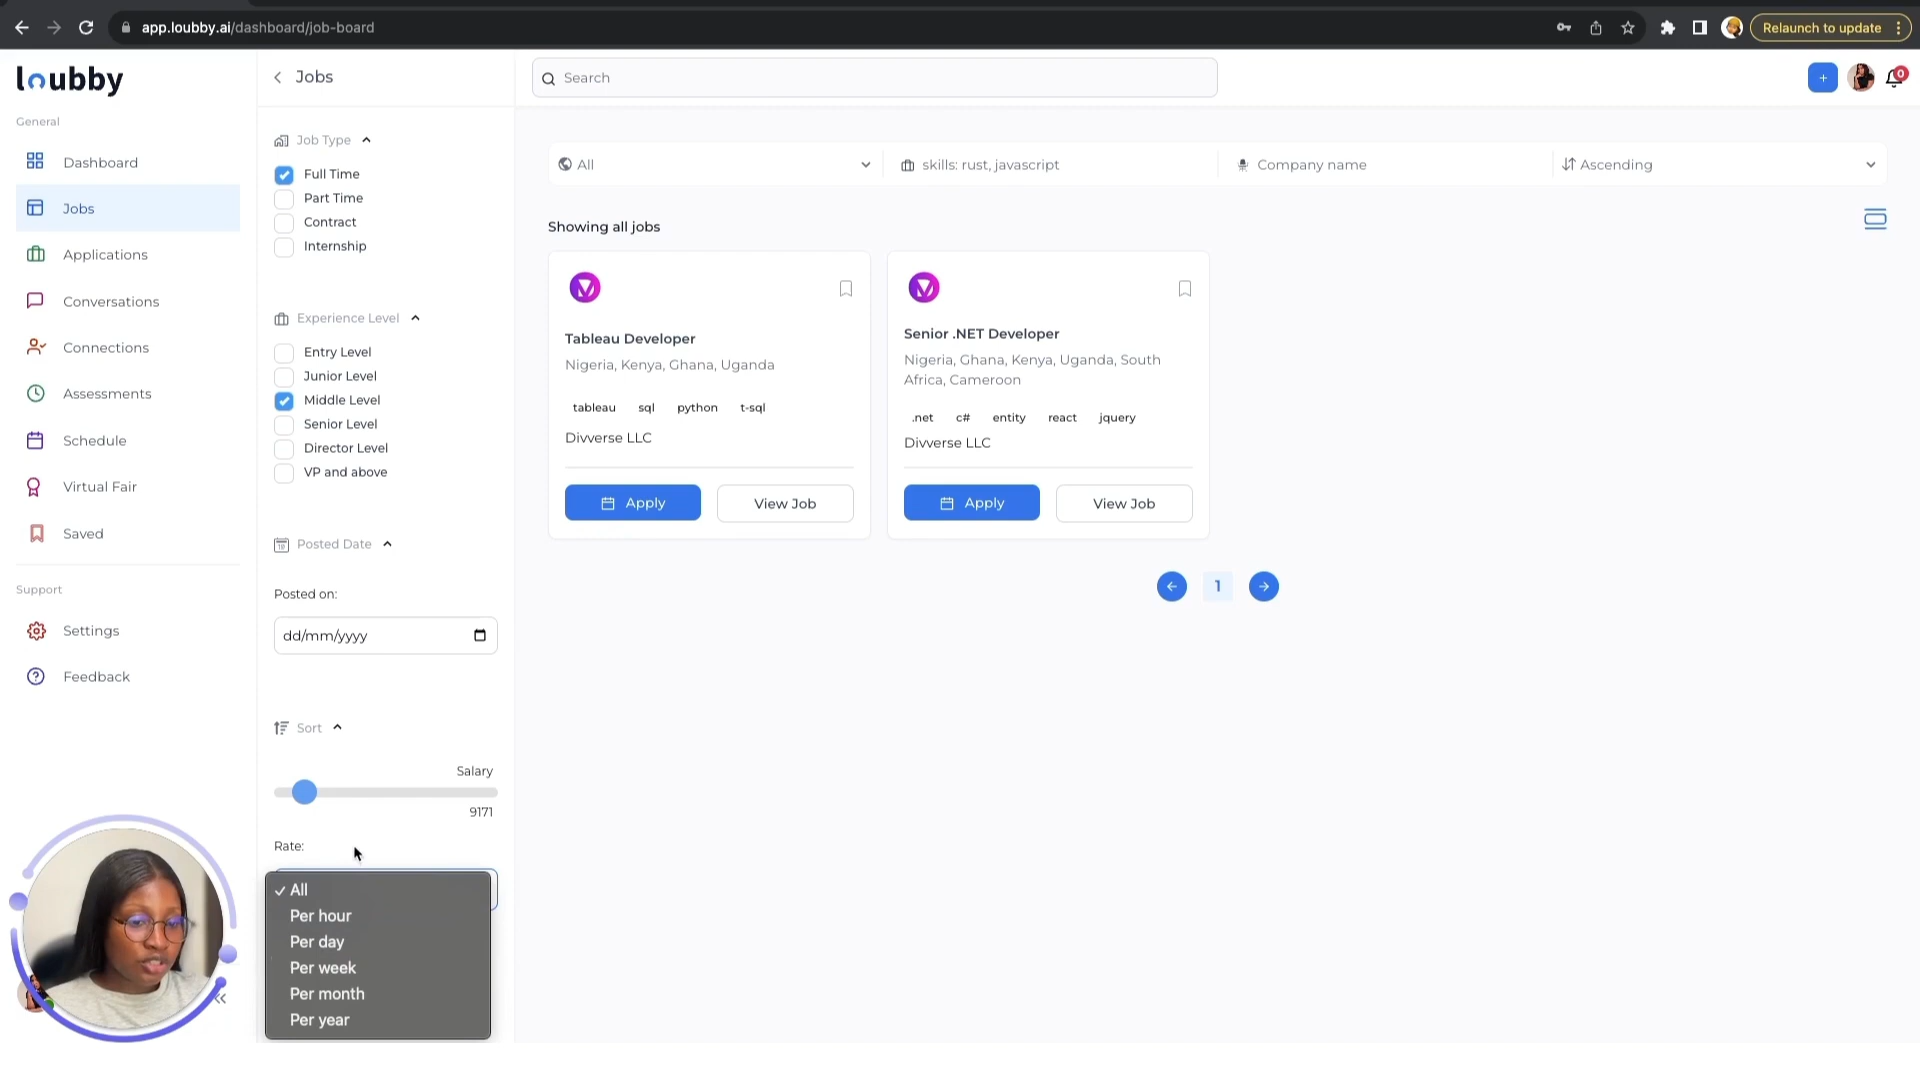 app.loubby.ai/dashboard/job-board
Relaunch to update
loubby
General
Dashboard
Jobs
Applications
Conversations
Connections
Assessments
Schedule
Virtual Fair
Saved
Support
Settings
Feedback
Jobs
Job Type
Full Time
Part Time
Contract
Internship
Experience Level
Entry Level
Junior Level
Middle Level
Senior Level
Director Level
VP and above
Posted Date
Posted on:
dd/mm/yyyy
Sort
Salary
9171
Rate:
All
Per hour
Per day
Per week
Per month
Per year
Search
+
0
All
skills: rust, javascript
Company name
Ascending
Showing all jobs
Tableau Developer
Nigeria, Kenya, Ghana, Uganda
tableau sql python t-sql
Divverse LLC
Apply
View Job
Senior .NET Developer
Nigeria, Ghana, Kenya, Uganda, South
Africa, Cameroon
.net c# entity react jquery
Divverse LLC
Apply
View Job
1